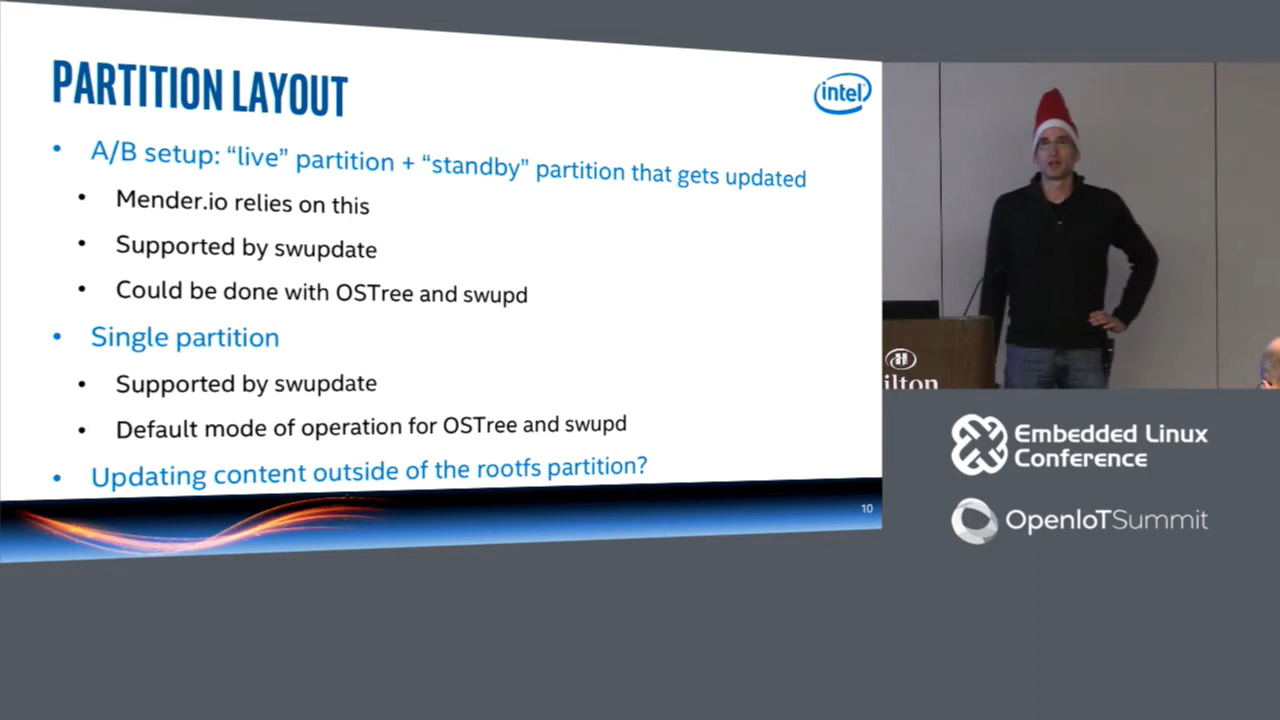 PARTITION LAYOUT
intel
• A/B setup: “live” partition + “standby” partition that gets updated
• Mender.io relies on this
• Supported by swupdate
• Could be done with OSTree and swupd
• Single partition
• Supported by swupdate
• Default mode of operation for OSTree and swupd
• Updating content outside of the rootfs partition?
10
H
ilton
Embedded Linux
Conference
OpenIoTSummit